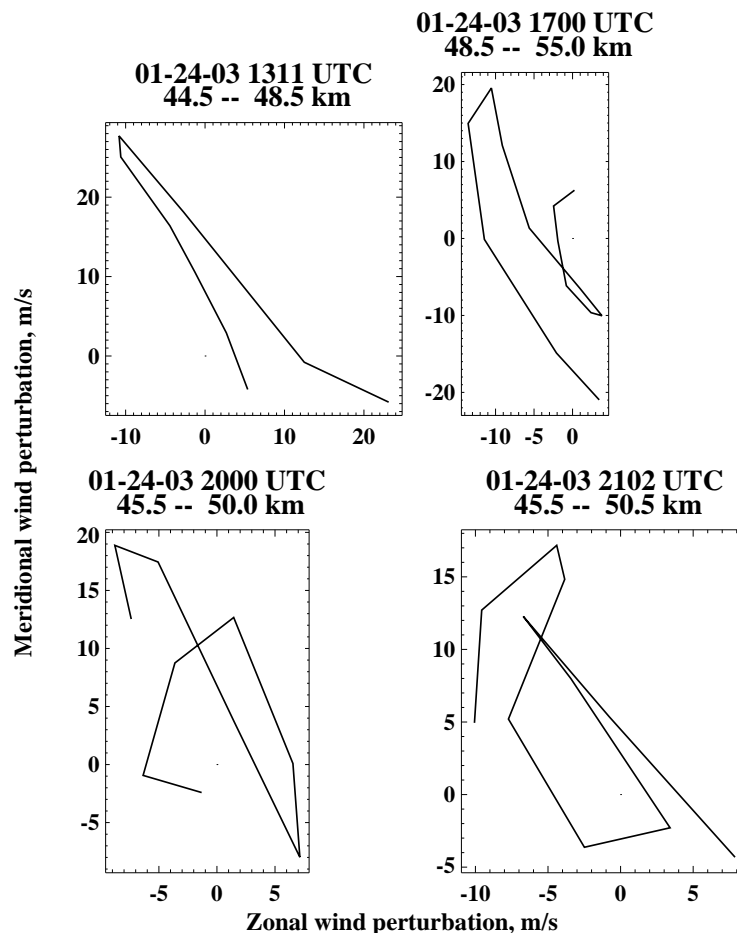 01-24-03 1311 UTC
44.5 -- 48.5 km
20
10
0
-10 0 10 20
01-24-03 1700 UTC
48.5 -- 55.0 km
20
10
0
-10
-20
-10 -5 0
01-24-03 2000 UTC
45.5 -- 50.0 km
20
15
10
5
0
-5
-5 0 5
01-24-03 2102 UTC
45.5 -- 50.5 km
15
10
5
0
-5
-10 -5 0 5
Meridional wind perturbation, m/s
Zonal wind perturbation, m/s